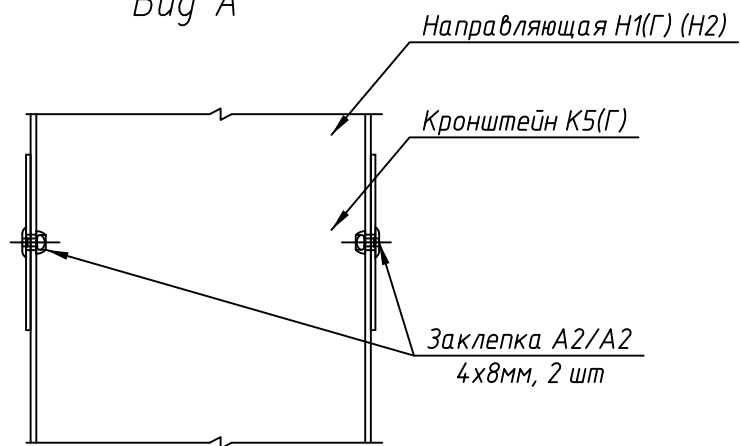 Вид А
Направляющая Н1(Г) (Н2)
Кронштейн К5(Г)
Заклепка А2/А2
4х8мм, 2 шт